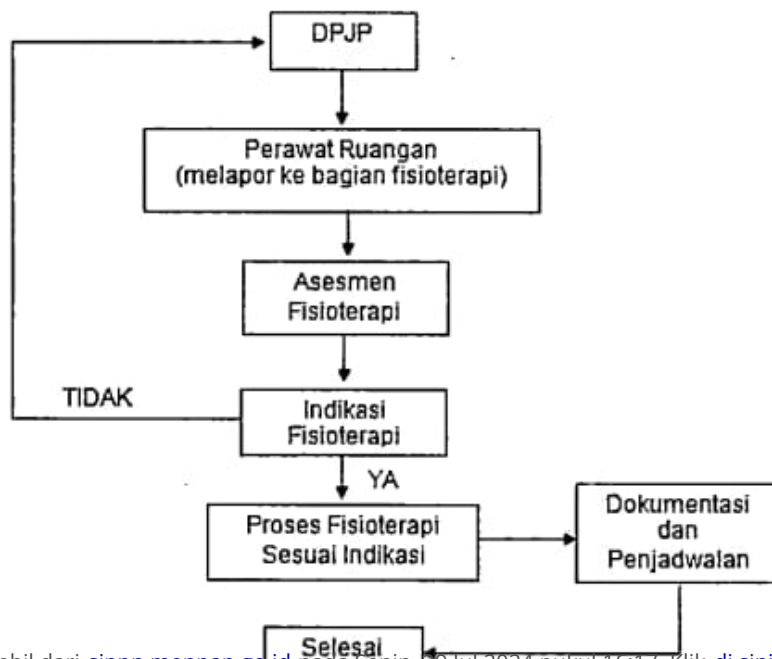 DPJP
Perawat Ruangan
(melapor ke bagian fisioterapi)
Asesmen
Fisioterapi
TIDAK
Indikasi
Fisioterapi
YA
Proses Fisioterapi
Sesuai Indikasi
Dokumentasi
dan
Penjadwalan
Selesai